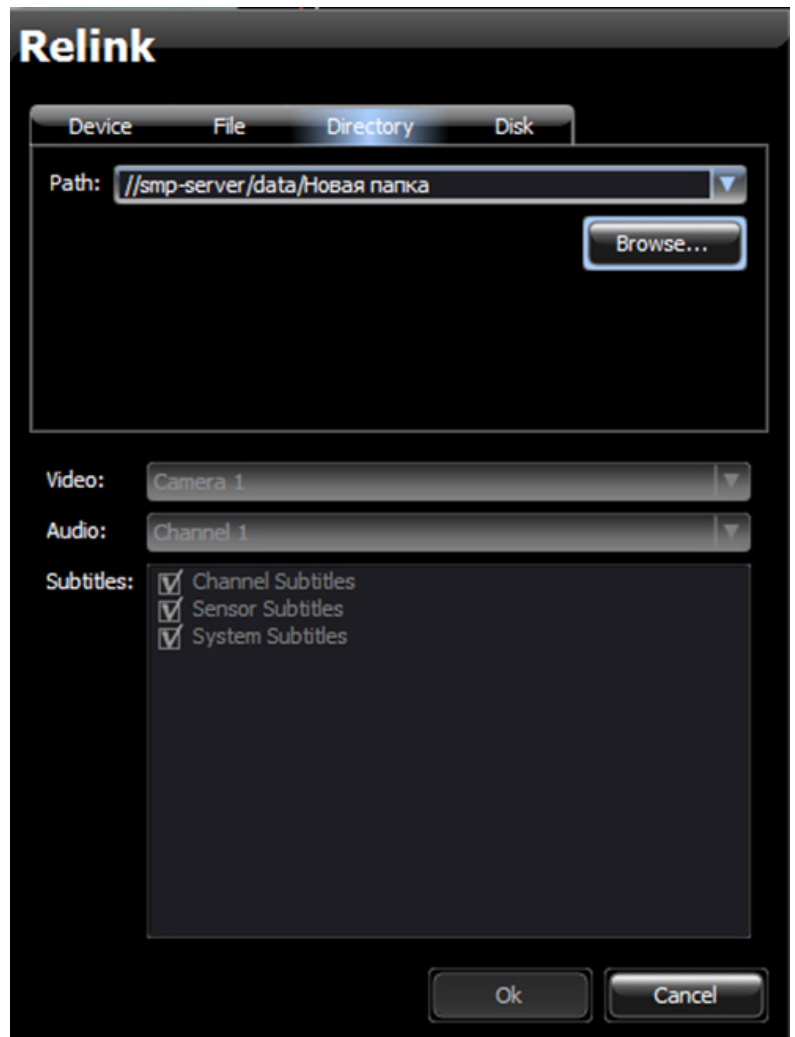 Relink
Device File Directory Disk
Path: //smp-server/data/Новая папка
Browse...
Video: Camera 1
Audio: Channel 1
Subtitles: Channel Subtitles
Sensor Subtitles
System Subtitles
Ok Cancel